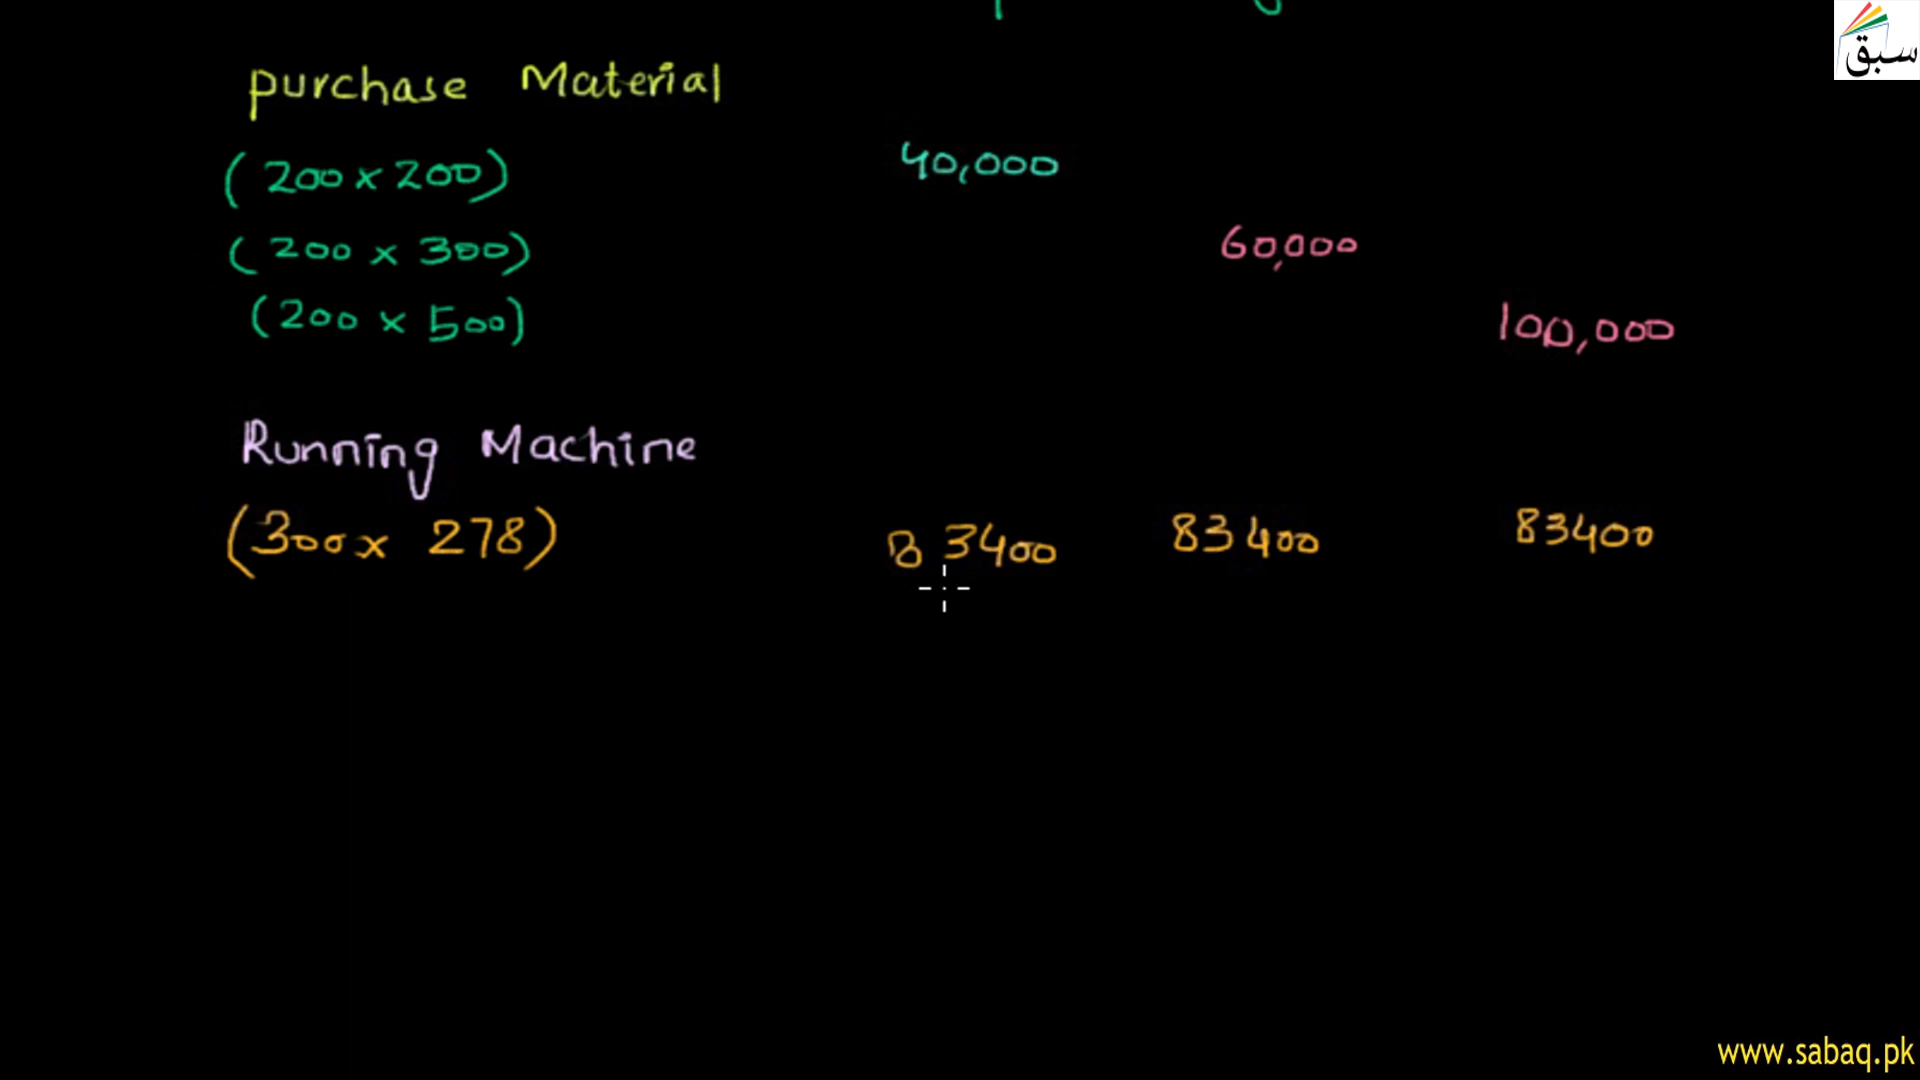 سبق
purchase Material
(200 x 200) 40,000
(200 x 300) 60,000
(200 x 500) 100,000
Running Machine
(300 x 278) 83400 83400 83400
www.sabaq.pk